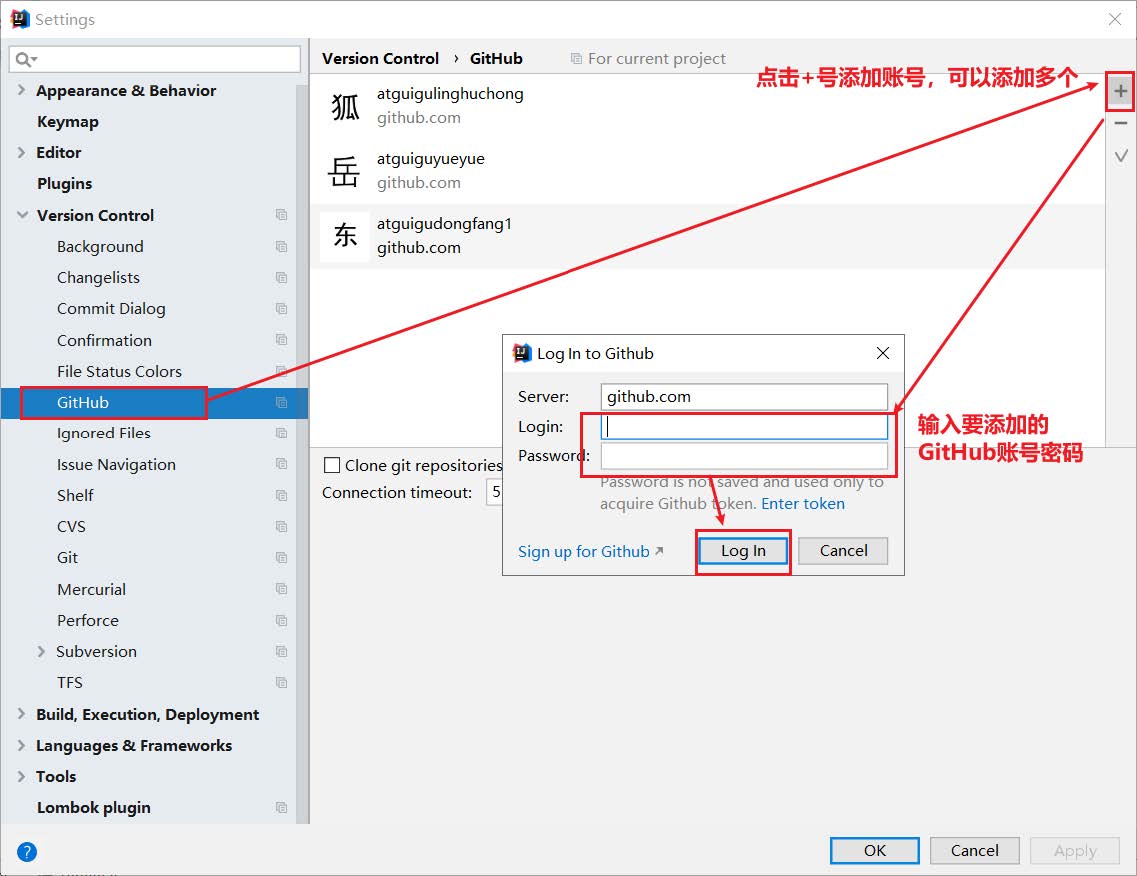 Settings
Version Control › GitHub
For current project
点击+号添加账号，可以添加多个
Appearance & Behavior
Keymap
Editor
Plugins
Version Control
Background
Changelists
Commit Dialog
Confirmation
File Status Colors
GitHub
Ignored Files
Issue Navigation
Shelf
CVS
Git
Mercurial
Perforce
Subversion
TFS
Build, Execution, Deployment
Languages & Frameworks
Tools
Lombok plugin
狐
atguigulinghuchong
github.com
岳
atguiguyueyue
github.com
东
atguigudongfang1
github.com
Clone git repositories
Connection timeout: 5
Log In to Github
Server: github.com
Login:
Password:
Password is not saved and used only to
acquire Github token. Enter token
Sign up for Github
Log In
Cancel
输入要添加的
GitHub账号密码
?
OK
Cancel
Apply